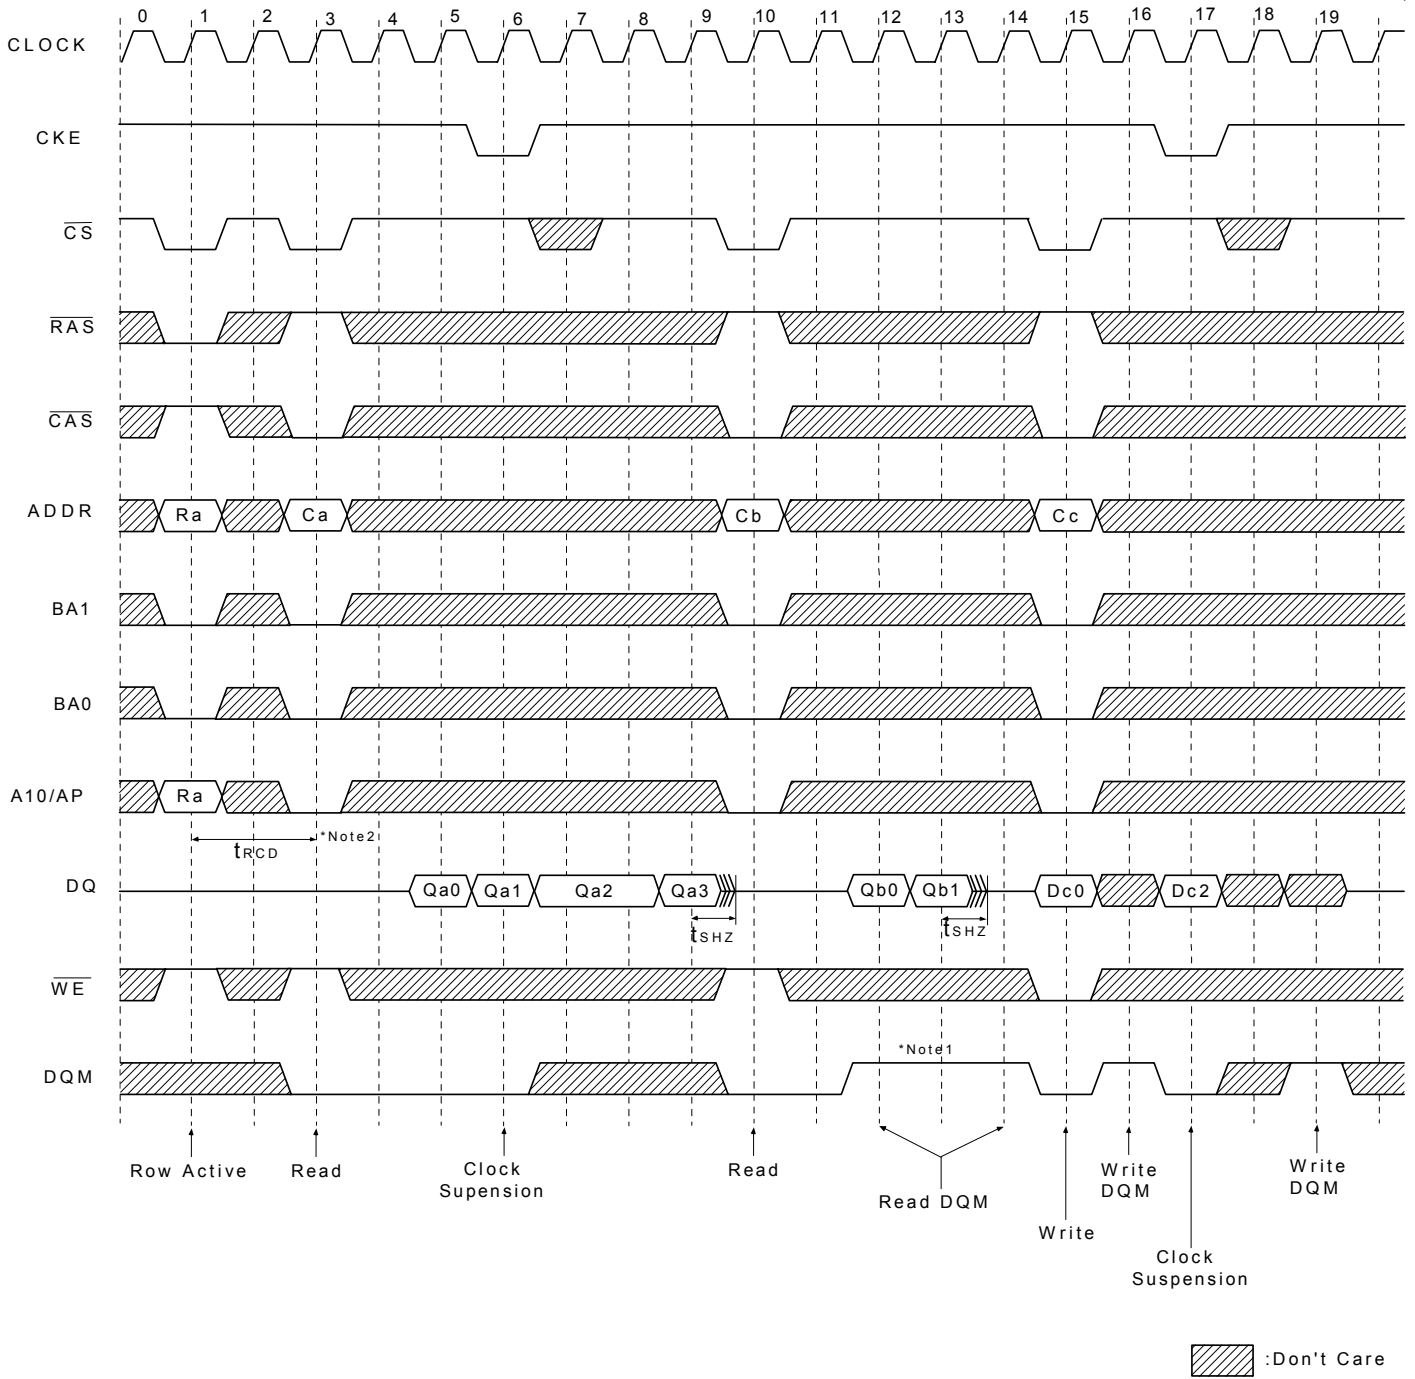 0 1 2 3 4 5 6 7 8 9 10 11 12 13 14 15 16 17 18 19
CLOCK
CKE
CS
RAS
CAS
ADDR Ra Ca Cb Cc
BA1
BA0
A10/AP Ra
tRCD *Note2
DQ Qa0 Qa1 Qa2 Qa3 Qb0 Qb1 Dc0 Dc2
tSHZ tSHZ
WE
*Note1
DQM
Row Active
Read
Clock
Supension
Read
Read DQM
Write
Write
DQM
Clock
Suspension
Write
DQM
:Don't Care